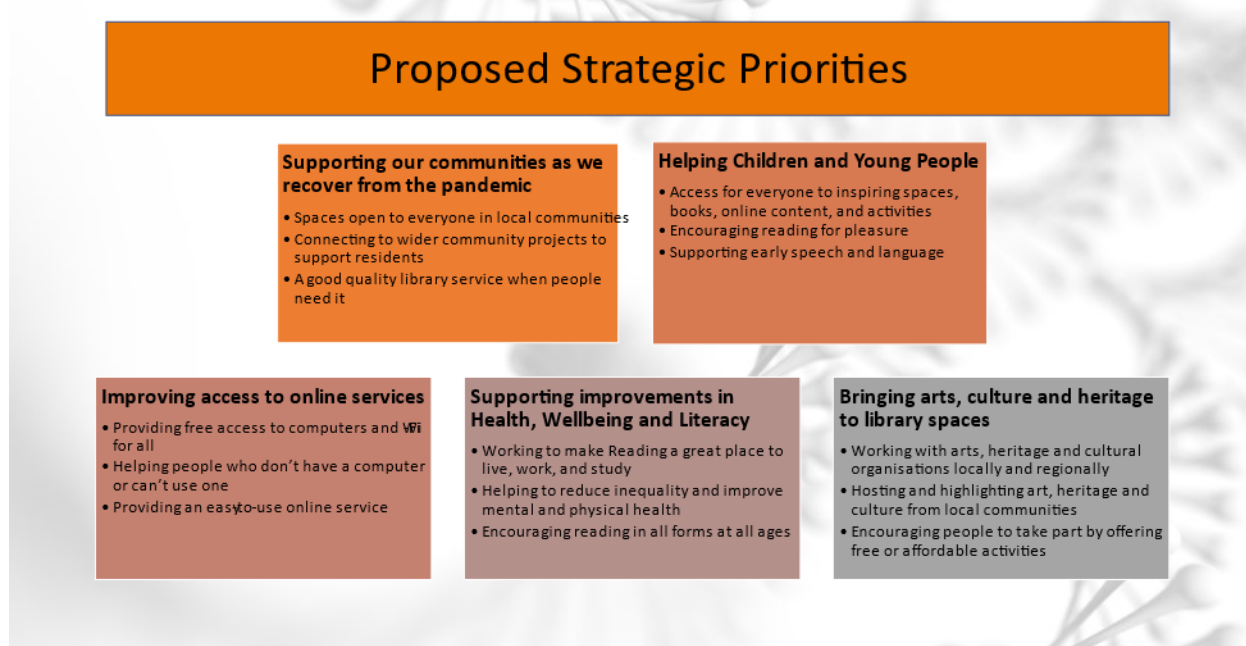 Proposed Strategic Priorities
Supporting our communities as we
recover from the pandemic
• Spaces open to everyone in local communities
• Connecting to wider community projects to
support residents
• A good quality library service when people
need it
Helping Children and Young People
• Access for everyone to inspiring spaces,
books, online content, and activities
• Encouraging reading for pleasure
• Supporting early speech and language
Improving access to online services
• Providing free access to computers and WiFi
for all
• Helping people who don't have a computer
or can't use one
• Providing an easy-to-use online service
Supporting improvements in
Health, Wellbeing and Literacy
• Working to make Reading a great place to
live, work, and study
• Helping to reduce inequality and improve
mental and physical health
• Encouraging reading in all forms at all ages
Bringing arts, culture and heritage
to library spaces
• Working with arts, heritage and cultural
organisations locally and regionally
• Hosting and highlighting art, heritage and
culture from local communities
• Encouraging people to take part by offering
free or affordable activities